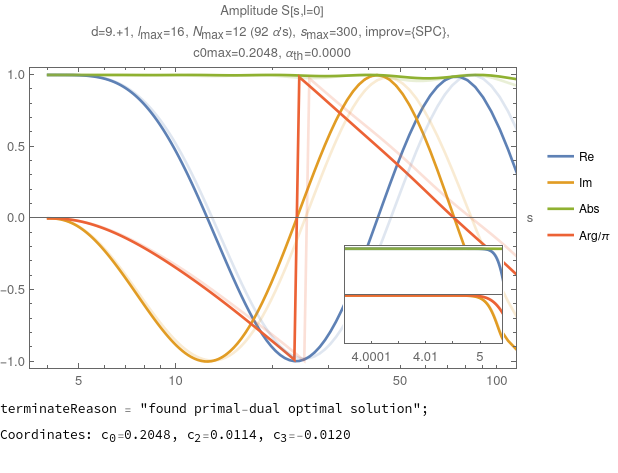 Amplitude S[s,l=0]
d=9.+1, lmax=16, Nmax=12 (92 α's), smax=300, improv={SPC},
c0max=0.2048, αth=0.0000
1.0
0.5
0.0
−0.5
−1.0
s
5 10 50 100
4.0001 4.01 5
Re
Im
Abs
Arg/π
terminateReason = "found primal-dual optimal solution";
Coordinates: c0=0.2048, c2=0.0114, c3=-0.0120